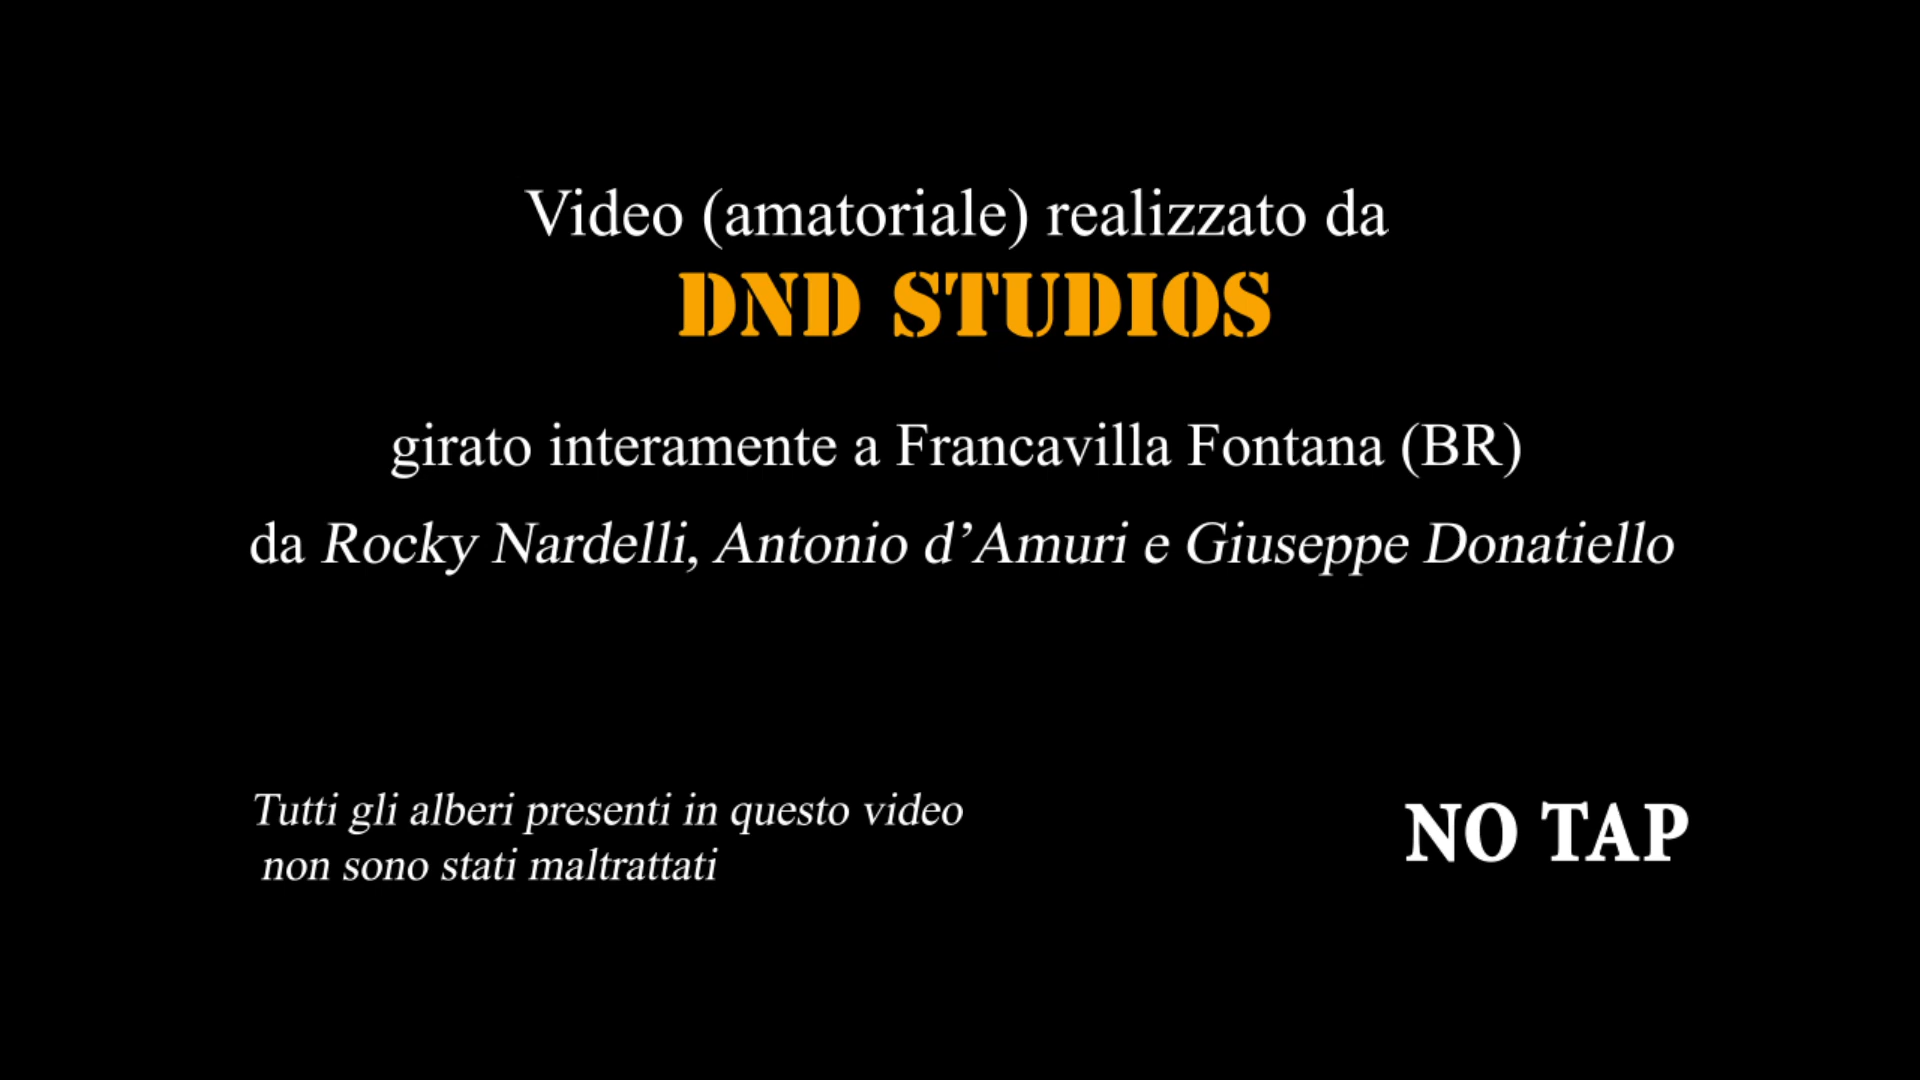 Video (amatoriale) realizzato da
DND STUDIOS
girato interamente a Francavilla Fontana (BR)
da Rocky Nardelli, Antonio d’Amuri e Giuseppe Donatiello
Tutti gli alberi presenti in questo video
non sono stati maltrattati
NO TAP